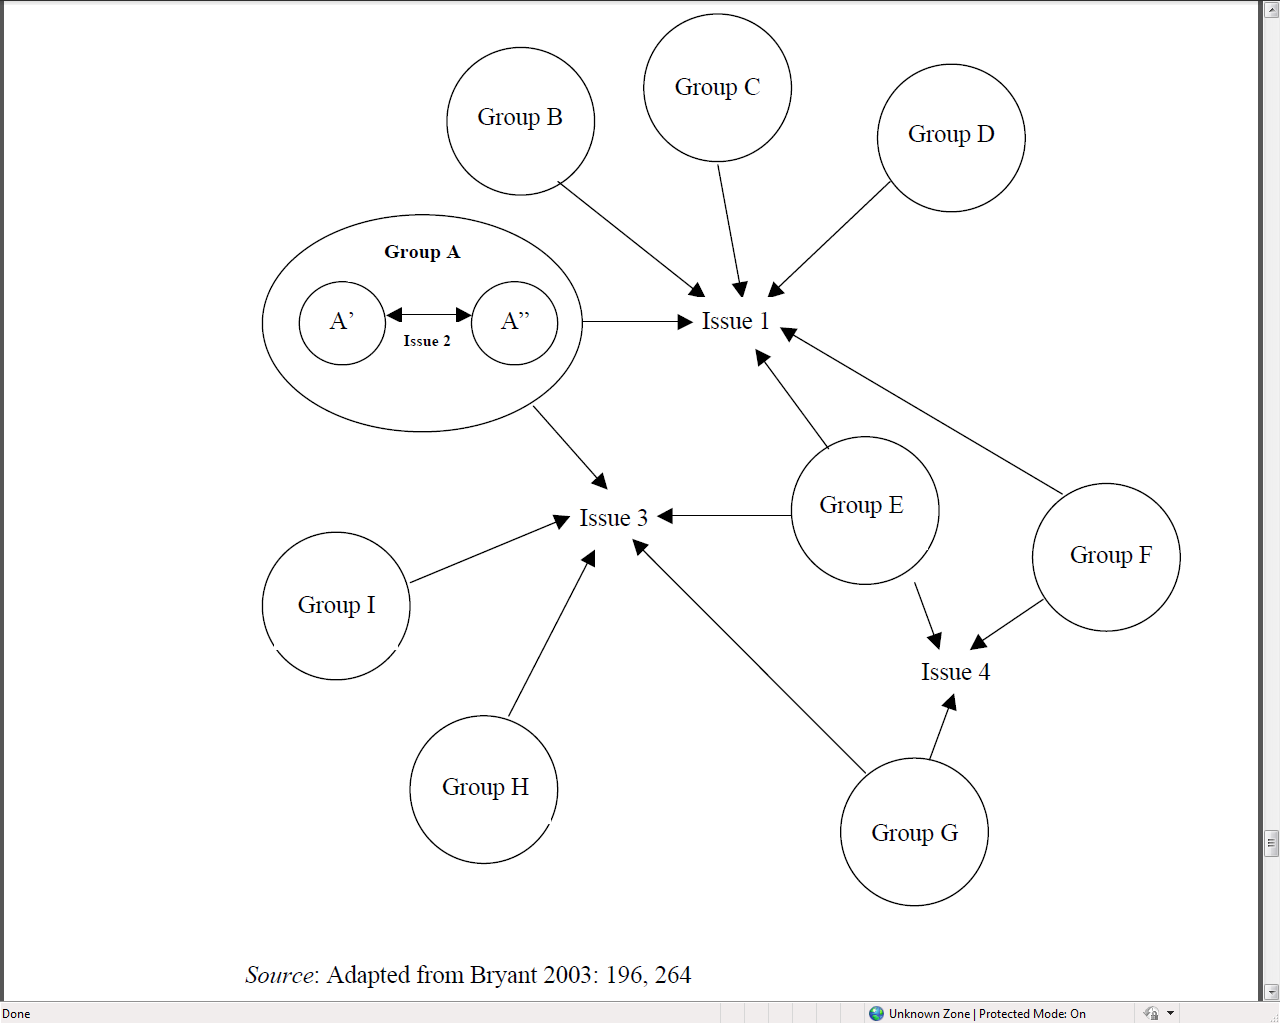 Group C
Group B
Group D
Group A
A’ A”
Issue 2
Issue 1
Group E
Issue 3
Group F
Group I
Issue 4
Group H
Group G
Source: Adapted from Bryant 2003: 196, 264
Done Unknown Zone | Protected Mode: On